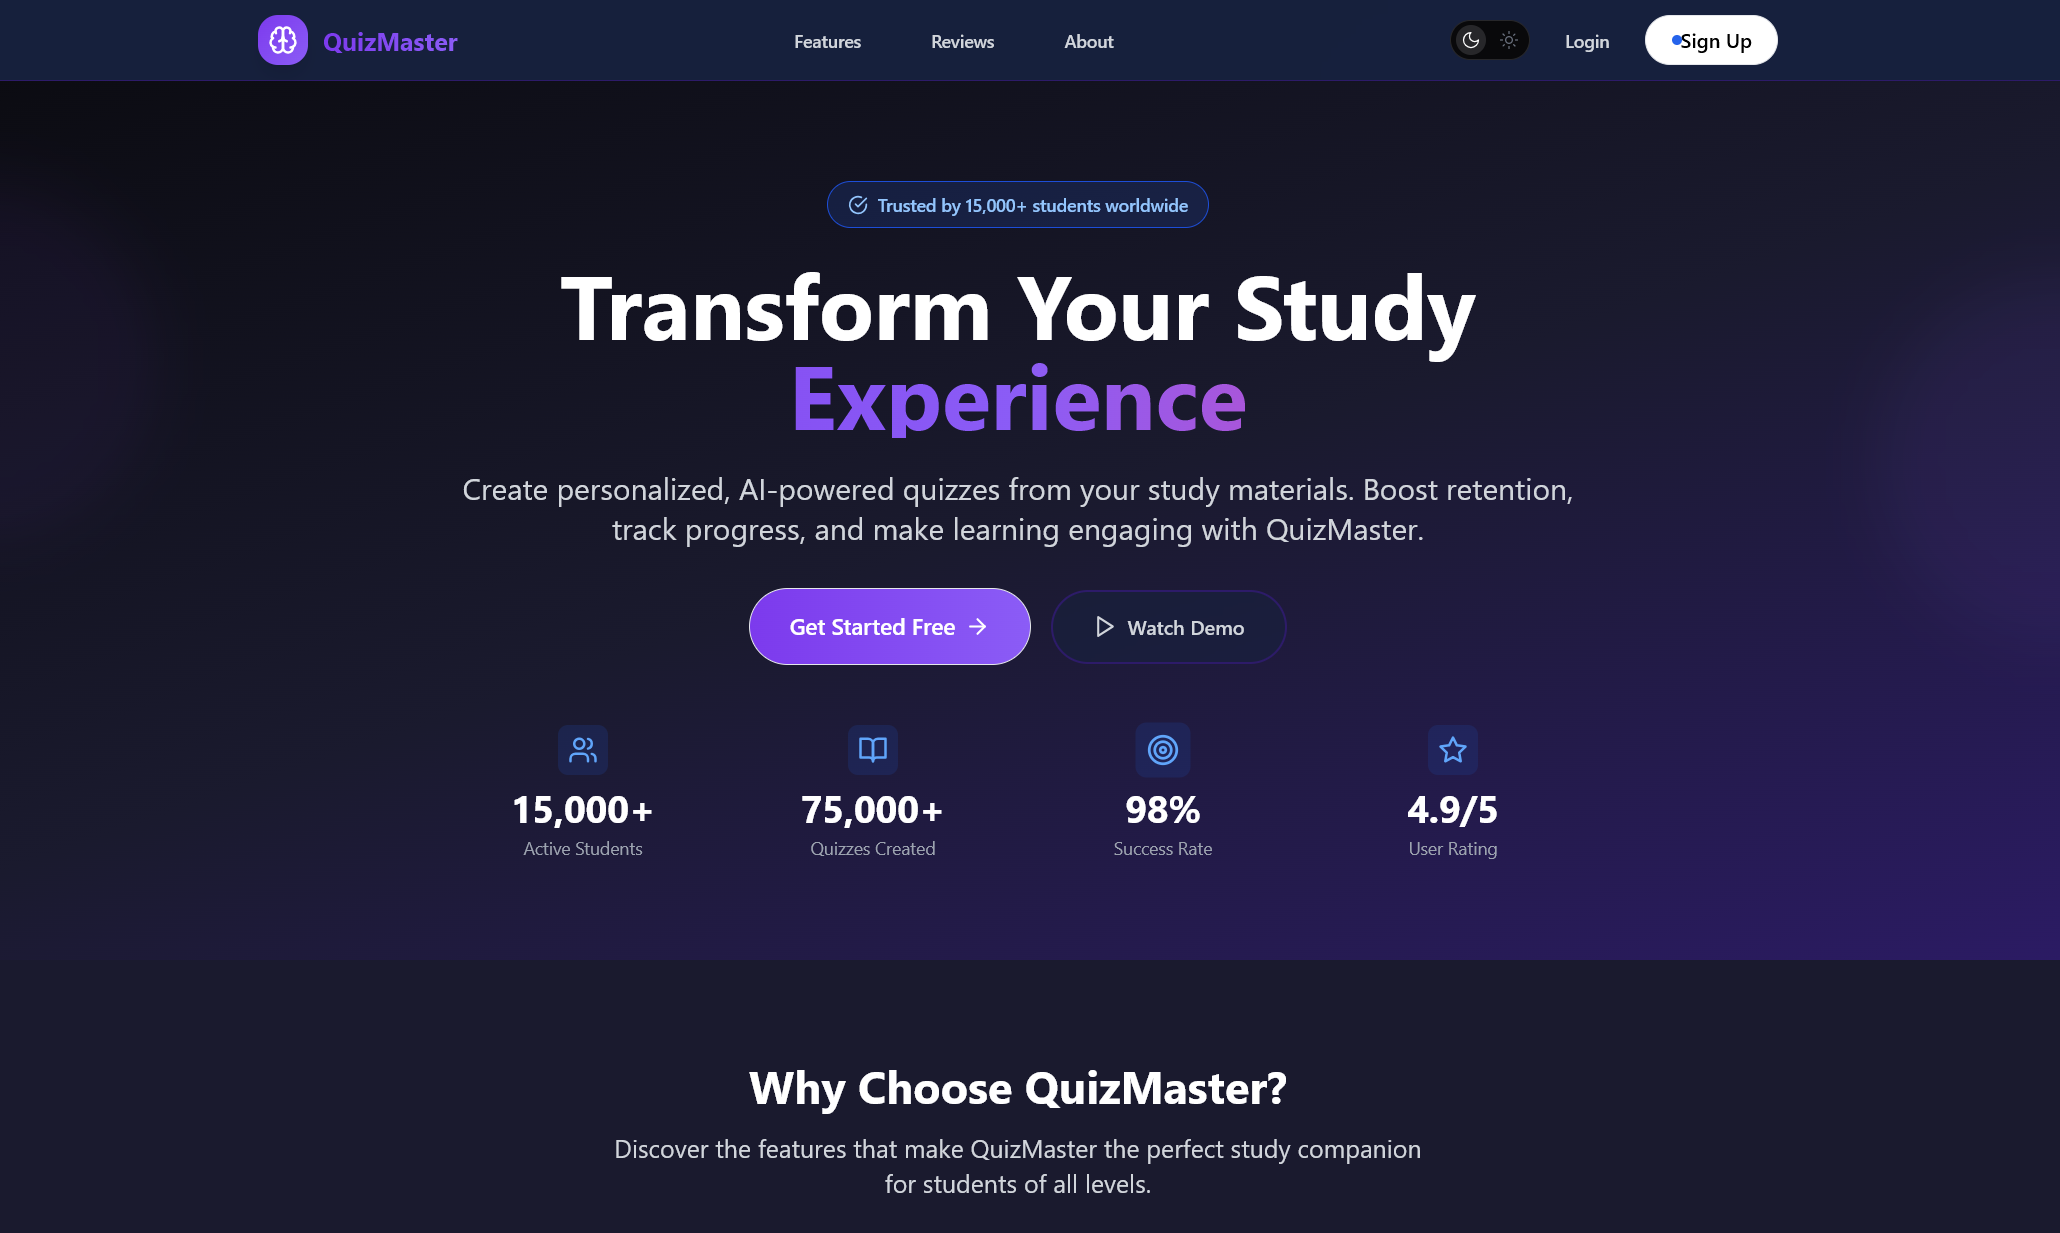 QuizMaster
Features
Reviews
About
Login
Sign Up
Trusted by 15,000+ students worldwide
Transform Your Study
Experience
Create personalized, AI-powered quizzes from your study materials. Boost retention,
track progress, and make learning engaging with QuizMaster.
Get Started Free
Watch Demo
15,000+
Active Students
75,000+
Quizzes Created
98%
Success Rate
4.9/5
User Rating
Why Choose QuizMaster?
Discover the features that make QuizMaster the perfect study companion
for students of all levels.